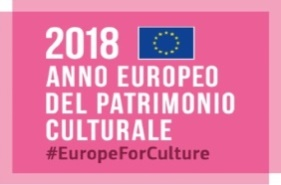 2018
ANNO EUROPEO
DEL PATRIMONIO
CULTURALE
#EuropeForCulture